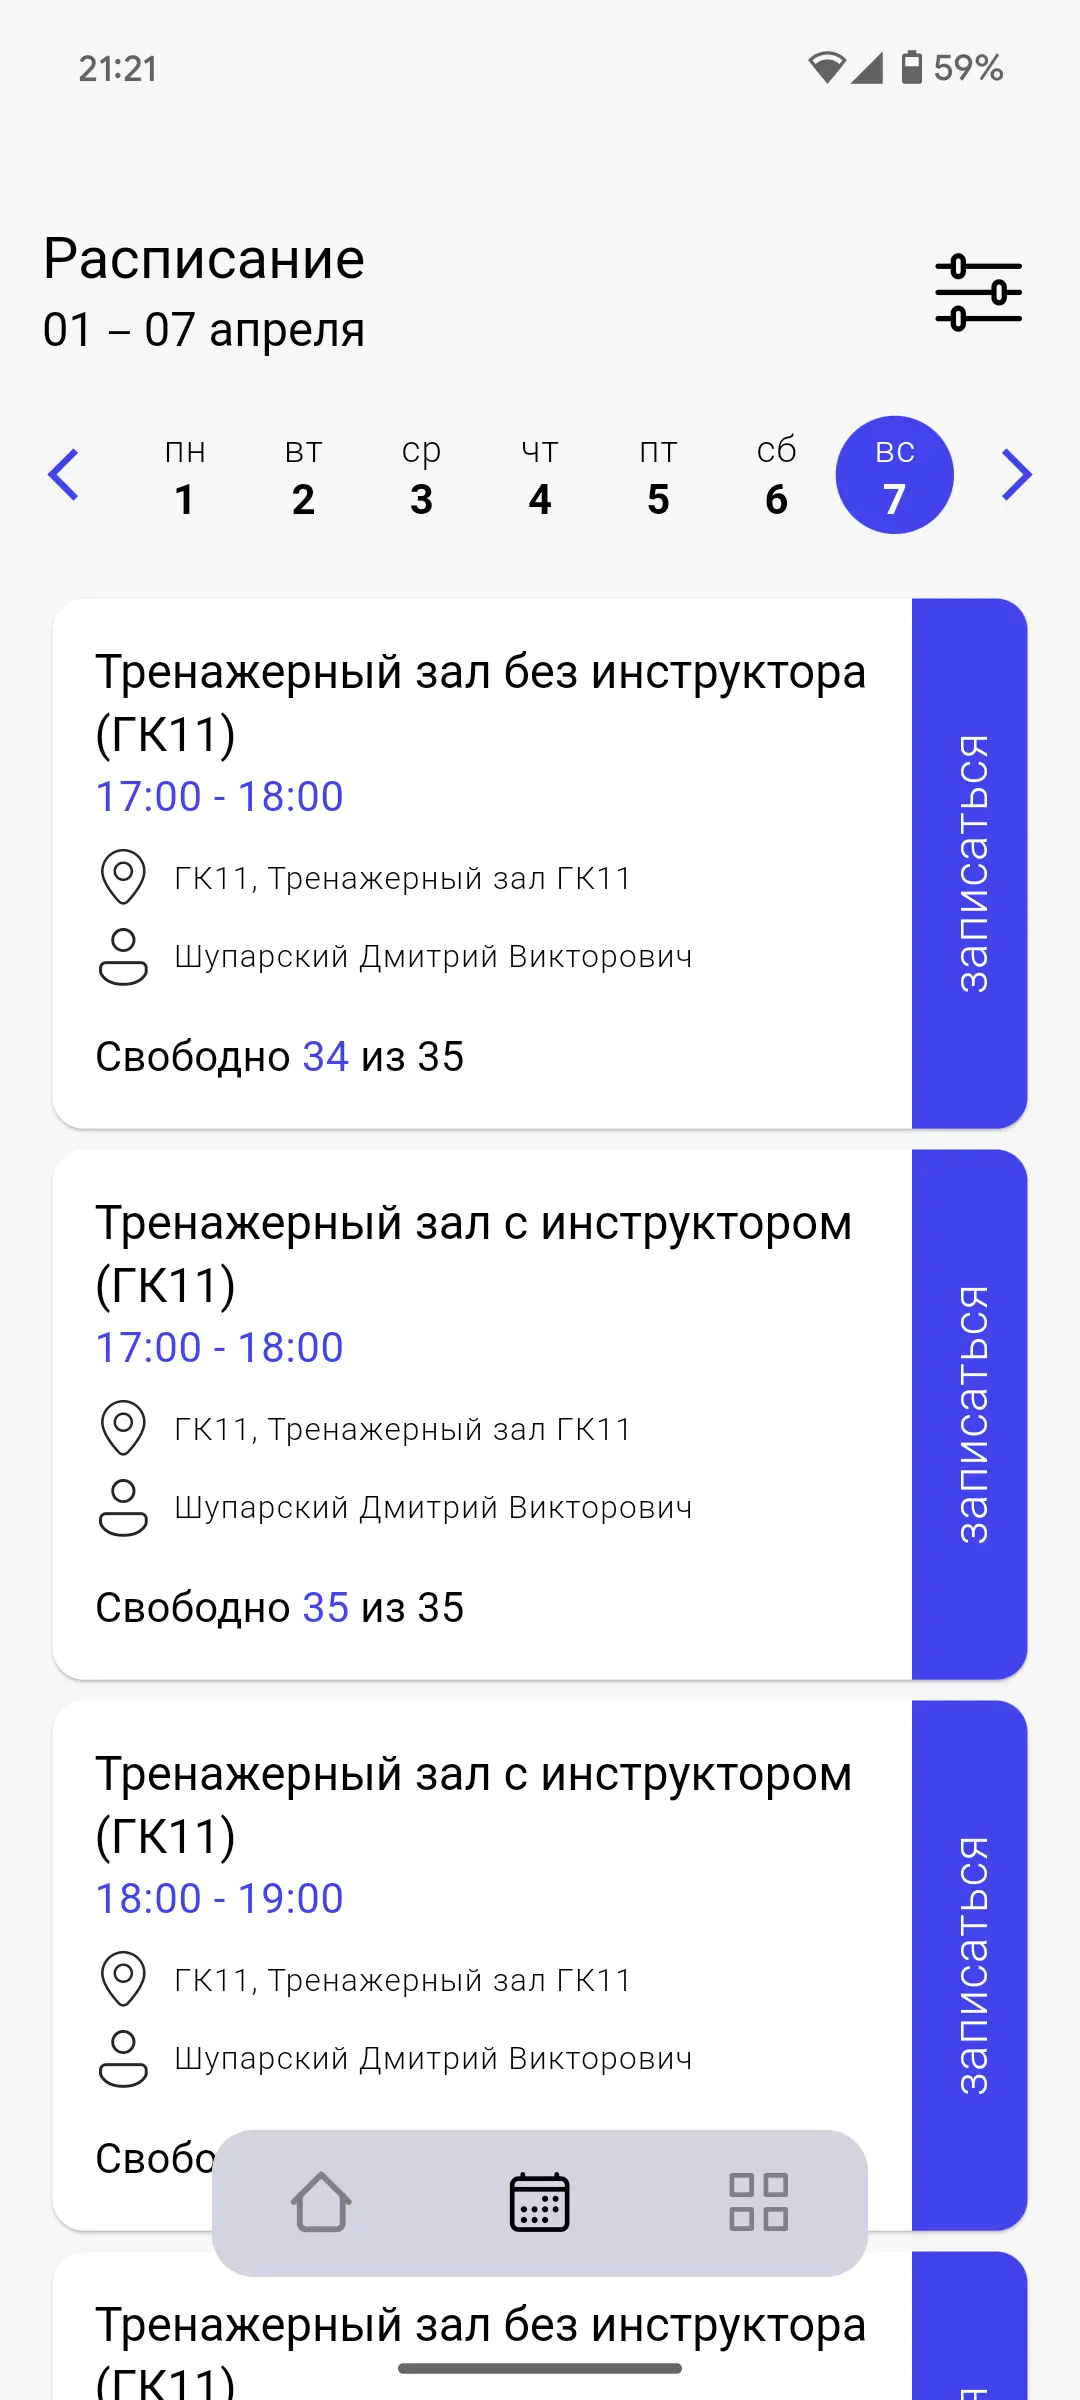 21:21
59%
Расписание
01 – 07 апреля
пн вт ср чт пт сб вс
1 2 3 4 5 6 7
Тренажерный зал без инструктора
(ГК11)
17:00 - 18:00
ГК11, Тренажерный зал ГК11
Шупарский Дмитрий Викторович
Свободно 34 из 35
записаться
Тренажерный зал с инструктором
(ГК11)
17:00 - 18:00
ГК11, Тренажерный зал ГК11
Шупарский Дмитрий Викторович
Свободно 35 из 35
записаться
Тренажерный зал с инструктором
(ГК11)
18:00 - 19:00
ГК11, Тренажерный зал ГК11
Шупарский Дмитрий Викторович
записаться
Тренажерный зал без инструктора
(ГК11)